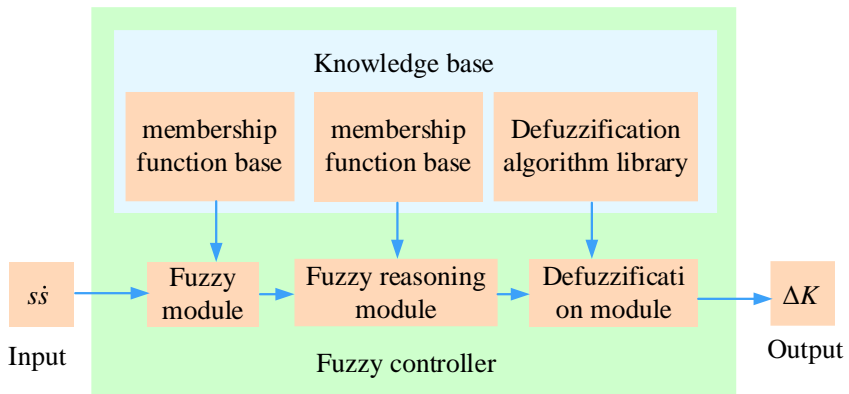 Knowledge base
membership
function base
membership
function base
Defuzzification
algorithm library
sṡ
Fuzzy
module
Fuzzy reasoning
module
Defuzzificati
on module
ΔK
Input
Output
Fuzzy controller